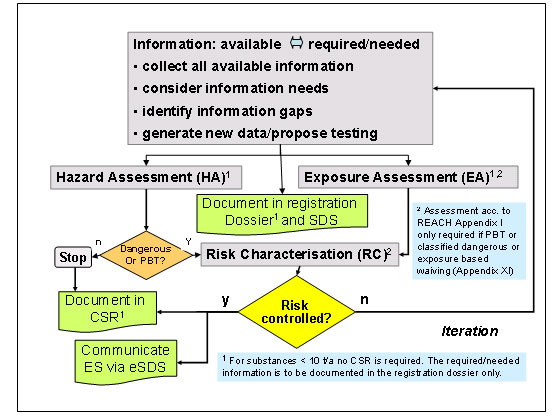 Information: available ⇔ required/needed
• collect all available information
• consider information needs
• identify information gaps
• generate new data/propose testing
Hazard Assessment (HA)¹
Exposure Assessment (EA)¹,²
Document in registration
Dossier¹ and SDS
² Assessment acc. to
REACH Appendix I
only required if PBT or
classified dangerous or
exposure based
waiving (Appendix XI)
n
Dangerous
Or PBT?
Y
Stop
Risk Characterisation (RC)²
Document in
CSR¹
y
Risk
controlled?
n
Iteration
Communicate
ES via eSDS
¹ For substances < 10 t/a no CSR is required. The required/needed
information is to be documented in the registration dossier only.